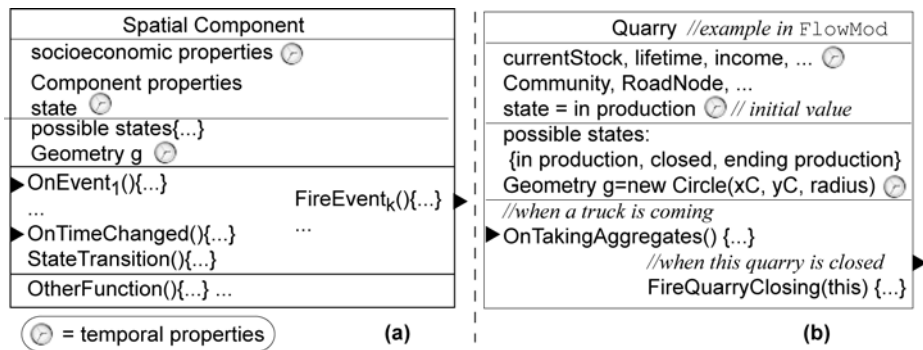 Spatial Component
socioeconomic properties
Component properties
state
possible states{...}
Geometry g
OnEvent₁(){...}
FireEventₖ(){...}
...
...
OnTimeChanged(){...}
StateTransition(){...}
OtherFunction(){...} ...
= temporal properties
(a)
Quarry //example in FlowMod
currentStock, lifetime, income, ...
Community, RoadNode, ...
state = in production // initial value
possible states:
{in production, closed, ending production}
Geometry g=new Circle(xC, yC, radius)
//when a truck is coming
OnTakingAggregates() {...}
//when this quarry is closed
FireQuarryClosing(this) {...}
(b)